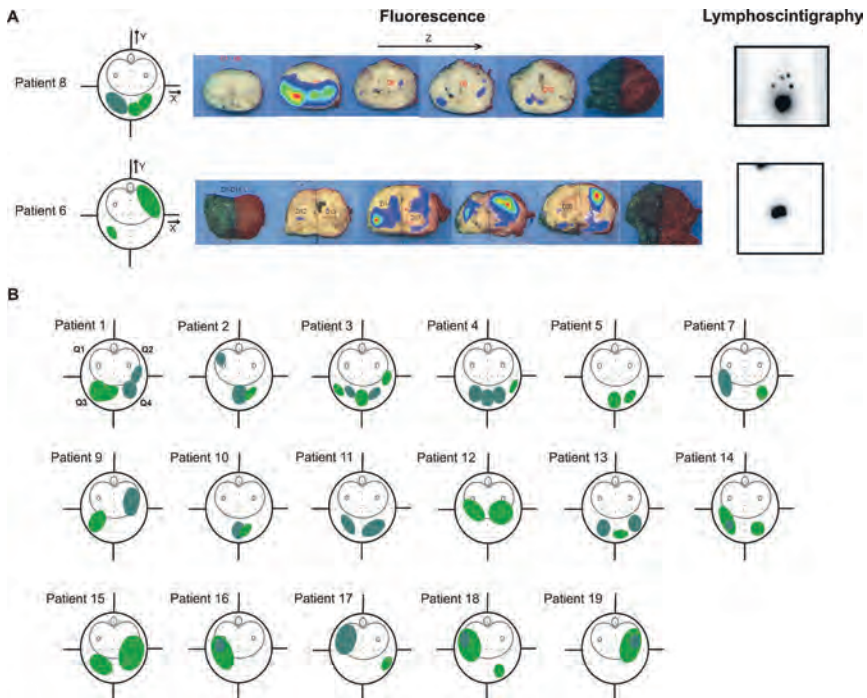 A
Fluorescence
Lymphoscintigraphy
Z
Y
Patient 8
X
Y
Patient 6
X
B
Patient 1
Patient 2
Patient 3
Patient 4
Patient 5
Patient 7
Q1
Q2
Q3
Q4
Patient 9
Patient 10
Patient 11
Patient 12
Patient 13
Patient 14
Patient 15
Patient 16
Patient 17
Patient 18
Patient 19